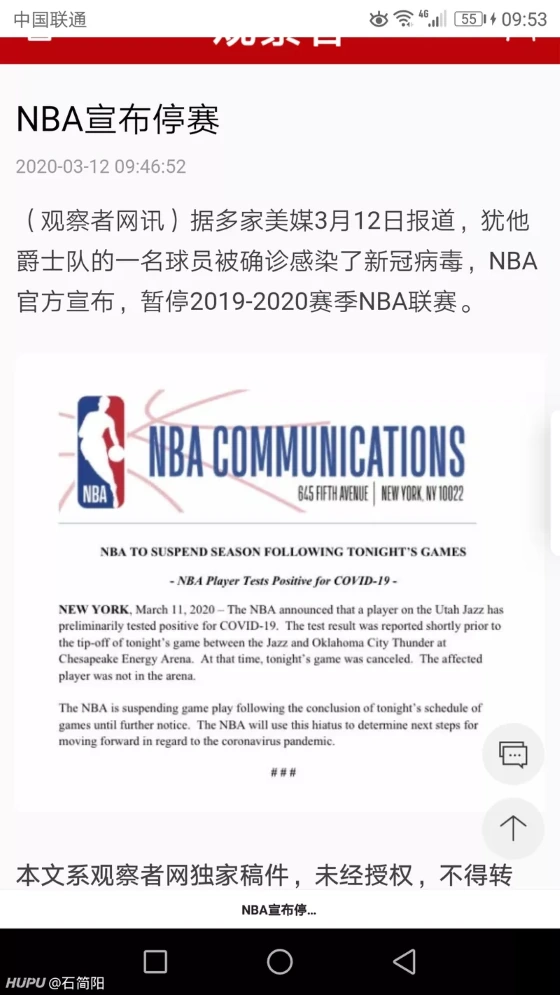 中国联通
4G
55
09:53
观察者
NBA宣布停赛
2020-03-12 09:46:52
（观察者网讯）据多家美媒3月12日报道，犹他
爵士队的一名球员被确诊感染了新冠病毒，NBA
官方宣布，暂停2019-2020赛季NBA联赛。
NBA
NBA COMMUNICATIONS
645 FIFTH AVENUE | NEW YORK, NY 10022
NBA TO SUSPEND SEASON FOLLOWING TONIGHT'S GAMES
- NBA Player Tests Positive for COVID-19 -
NEW YORK, March 11, 2020 – The NBA announced that a player on the Utah Jazz has
preliminarily tested positive for COVID-19. The test result was reported shortly prior to
the tip-off of tonight's game between the Jazz and Oklahoma City Thunder at
Chesapeake Energy Arena. At that time, tonight's game was canceled. The affected
player was not in the arena.
The NBA is suspending game play following the conclusion of tonight's schedule of
games until further notice. The NBA will use this hiatus to determine next steps for
moving forward in regard to the coronavirus pandemic.
###
本文系观察者网独家稿件，未经授权，不得转
NBA宣布停...
HUPU @石简阳